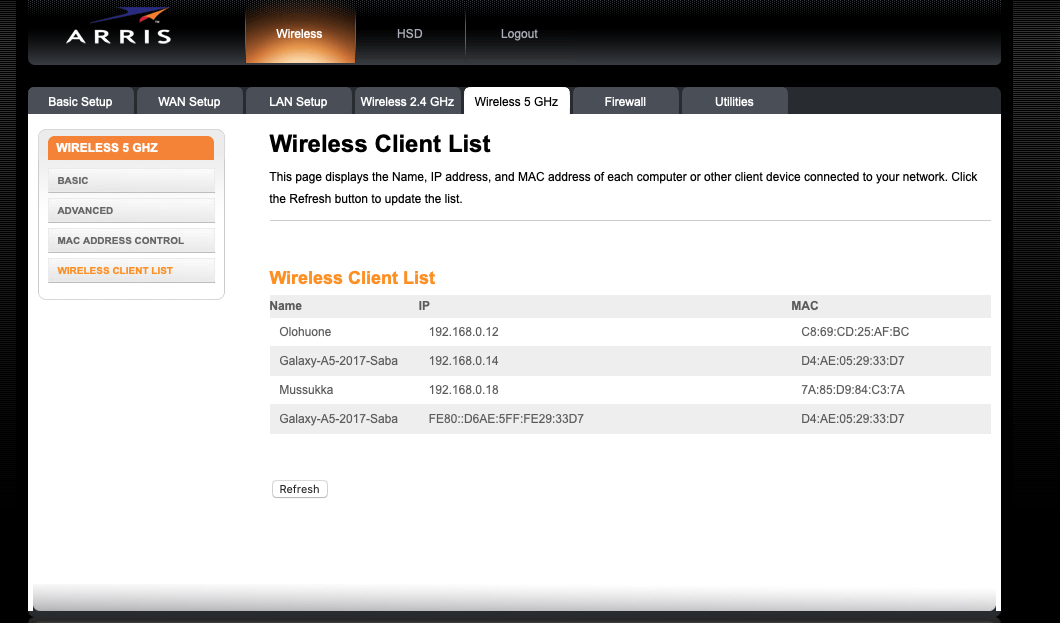 ARRIS
Wireless HSD Logout
Basic Setup WAN Setup LAN Setup Wireless 2.4 GHz Wireless 5 GHz Firewall Utilities
WIRELESS 5 GHZ
BASIC
ADVANCED
MAC ADDRESS CONTROL
WIRELESS CLIENT LIST
Wireless Client List
This page displays the Name, IP address, and MAC address of each computer or other client device connected to your network. Click
the Refresh button to update the list.
Wireless Client List
Name IP MAC
Olohuone 192.168.0.12 C8:69:CD:25:AF:BC
Galaxy-A5-2017-Saba 192.168.0.14 D4:AE:05:29:33:D7
Mussukka 192.168.0.18 7A:85:D9:84:C3:7A
Galaxy-A5-2017-Saba FE80::D6AE:5FF:FE29:33D7 D4:AE:05:29:33:D7
Refresh